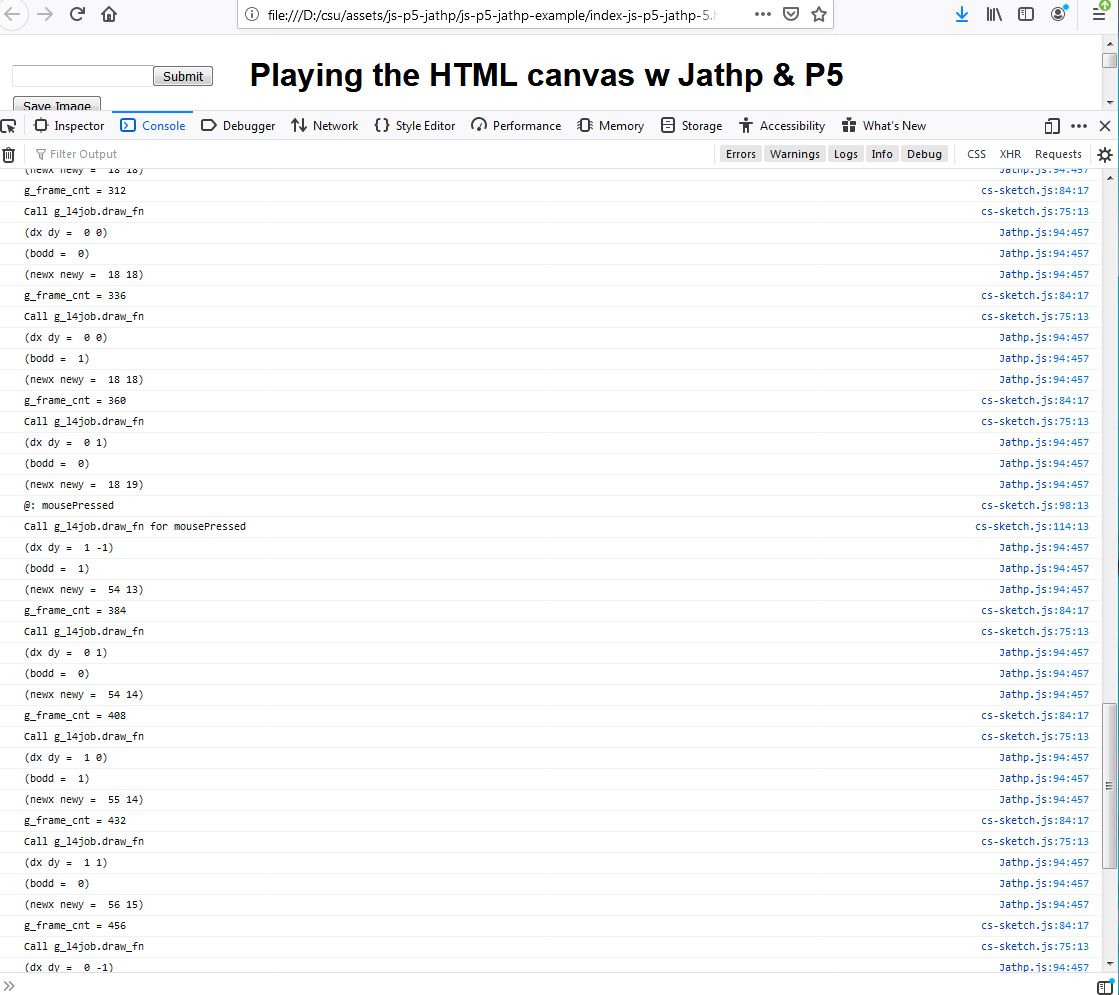 file:///D:/csu/assets/js-p5-jathp/js-p5-jathp-example/index-js-p5-jathp-5.h
Submit Playing the HTML canvas w Jathp & P5
Save Image
Inspector Console Debugger Network Style Editor Performance Memory Storage Accessibility What's New
Filter Output Errors Warnings Logs Info Debug CSS XHR Requests
(newx newy =  18 18) Jathp.js:94:457
g_frame_cnt = 312 cs-sketch.js:84:17
Call g_l4job.draw_fn cs-sketch.js:75:13
(dx dy =  0 0) Jathp.js:94:457
(bodd =  0) Jathp.js:94:457
(newx newy =  18 18) Jathp.js:94:457
g_frame_cnt = 336 cs-sketch.js:84:17
Call g_l4job.draw_fn cs-sketch.js:75:13
(dx dy =  0 0) Jathp.js:94:457
(bodd =  1) Jathp.js:94:457
(newx newy =  18 18) Jathp.js:94:457
g_frame_cnt = 360 cs-sketch.js:84:17
Call g_l4job.draw_fn cs-sketch.js:75:13
(dx dy =  0 1) Jathp.js:94:457
(bodd =  0) Jathp.js:94:457
(newx newy =  18 19) Jathp.js:94:457
@: mousePressed cs-sketch.js:98:13
Call g_l4job.draw_fn for mousePressed cs-sketch.js:114:13
(dx dy =  1 -1) Jathp.js:94:457
(bodd =  1) Jathp.js:94:457
(newx newy =  54 13) Jathp.js:94:457
g_frame_cnt = 384 cs-sketch.js:84:17
Call g_l4job.draw_fn cs-sketch.js:75:13
(dx dy =  0 1) Jathp.js:94:457
(bodd =  0) Jathp.js:94:457
(newx newy =  54 14) Jathp.js:94:457
g_frame_cnt = 408 cs-sketch.js:84:17
Call g_l4job.draw_fn cs-sketch.js:75:13
(dx dy =  1 0) Jathp.js:94:457
(bodd =  1) Jathp.js:94:457
(newx newy =  55 14) Jathp.js:94:457
g_frame_cnt = 432 cs-sketch.js:84:17
Call g_l4job.draw_fn cs-sketch.js:75:13
(dx dy =  1 1) Jathp.js:94:457
(bodd =  0) Jathp.js:94:457
(newx newy =  56 15) Jathp.js:94:457
g_frame_cnt = 456 cs-sketch.js:84:17
Call g_l4job.draw_fn cs-sketch.js:75:13
(dx dy =  0 -1) Jathp.js:94:457